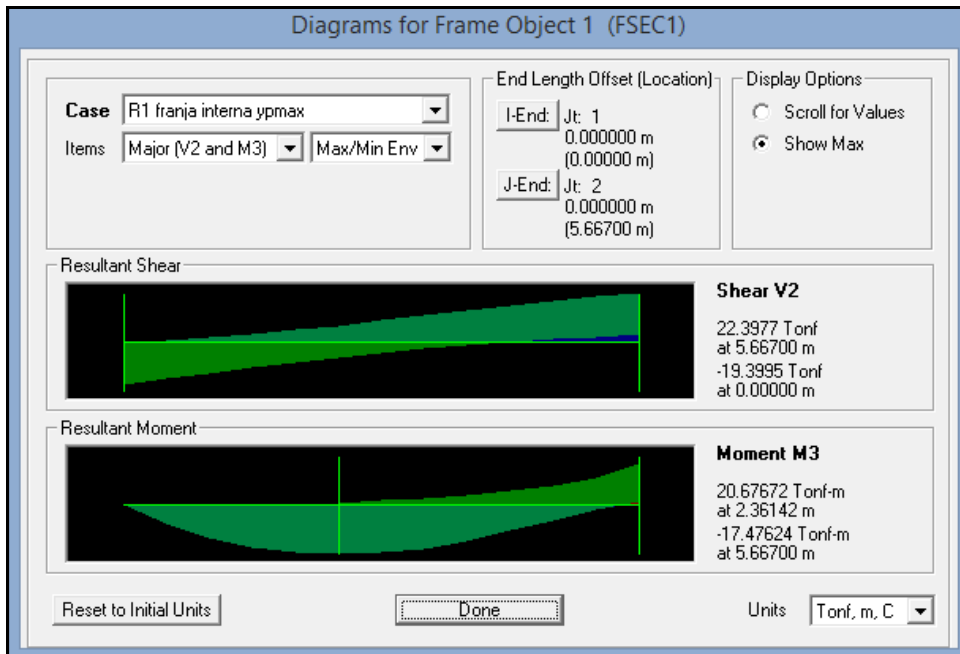 Diagrams for Frame Object 1 (FSEC1)
Case R1 franja interna ypmax
Items Major (V2 and M3) Max/Min Env
End Length Offset (Location)
I-End: Jt: 1
0.000000 m
(0.00000 m)
J-End: Jt: 2
0.000000 m
(5.66700 m)
Display Options
Scroll for Values
Show Max
Resultant Shear
Shear V2
22.3977 Tonf
at 5.66700 m
-19.3995 Tonf
at 0.00000 m
Resultant Moment
Moment M3
20.67672 Tonf-m
at 2.36142 m
-17.47624 Tonf-m
at 5.66700 m
Reset to Initial Units Done Units Tonf, m, C